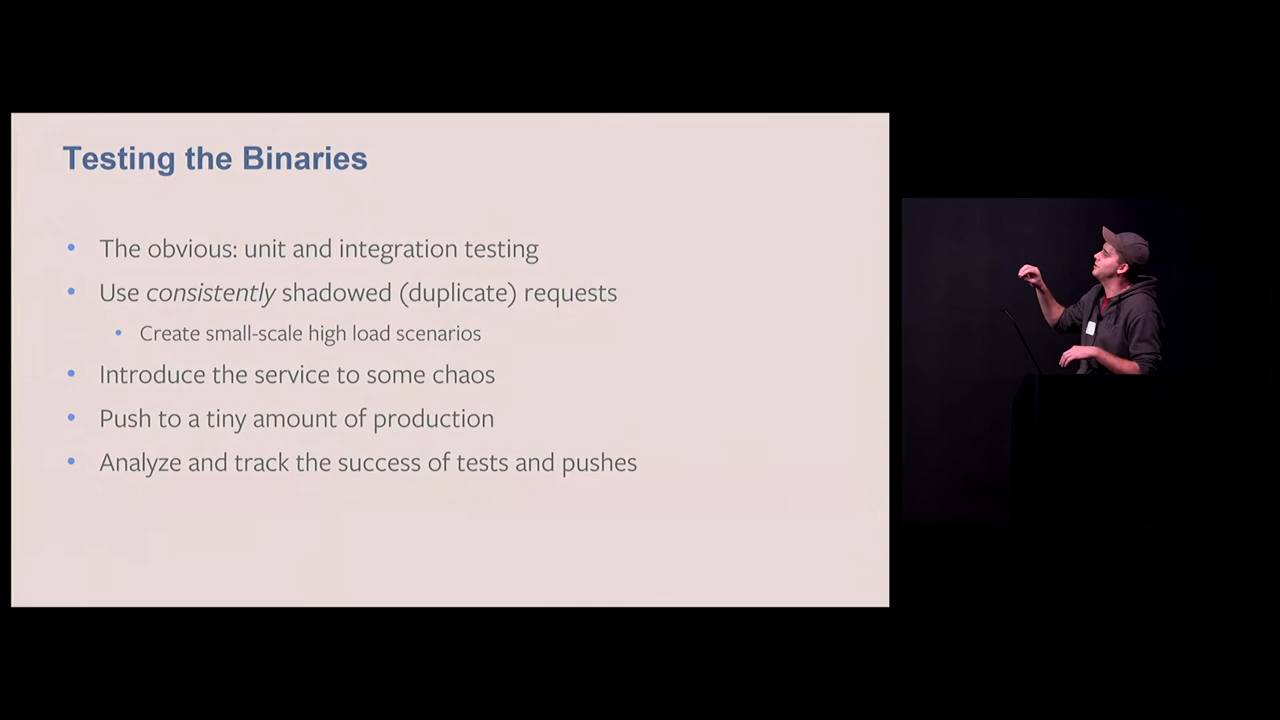 Testing the Binaries
• The obvious: unit and integration testing
• Use consistently shadowed (duplicate) requests
• Create small-scale high load scenarios
• Introduce the service to some chaos
• Push to a tiny amount of production
• Analyze and track the success of tests and pushes